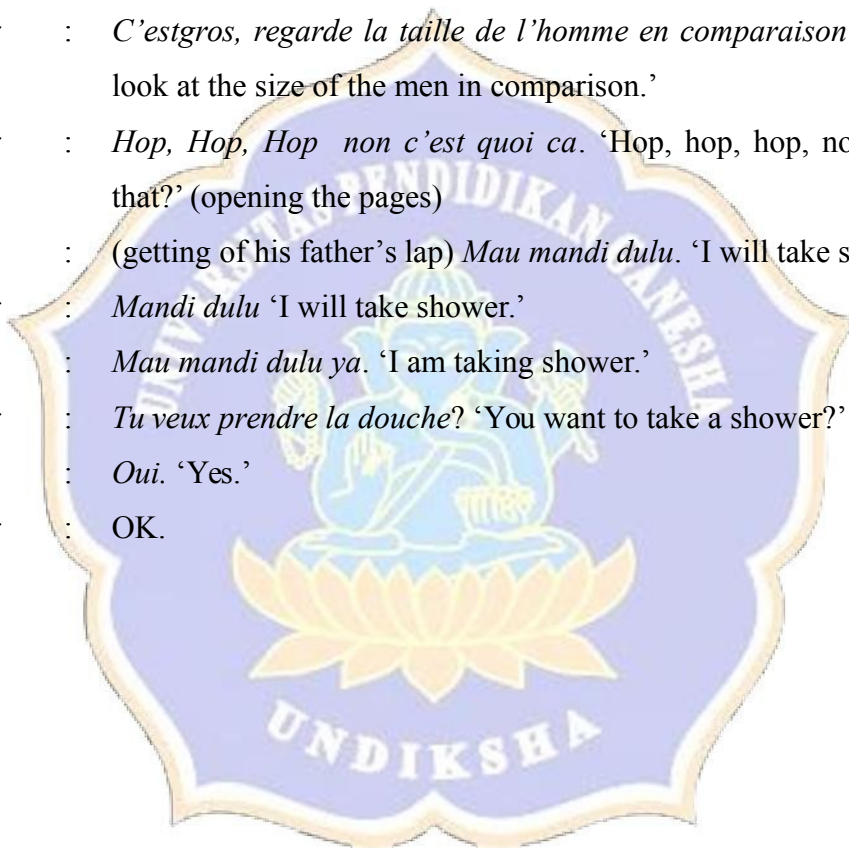 : C'estgros, regarde la taille de l'homme en comparaison
look at the size of the men in comparison.’
: Hop, Hop, Hop non c'est quoi ca. ‘Hop, hop, hop, no
that?’ (opening the pages)
: (getting of his father’s lap) Mau mandi dulu. ‘I will take s
: Mandi dulu ‘I will take shower.’
: Mau mandi dulu ya. ‘I am taking shower.’
: Tu veux prendre la douche? ‘You want to take a shower?’
: Oui. ‘Yes.’
: OK.
UNIVERSITAS PENDIDIKAN GANESHA
UNDIKSHA